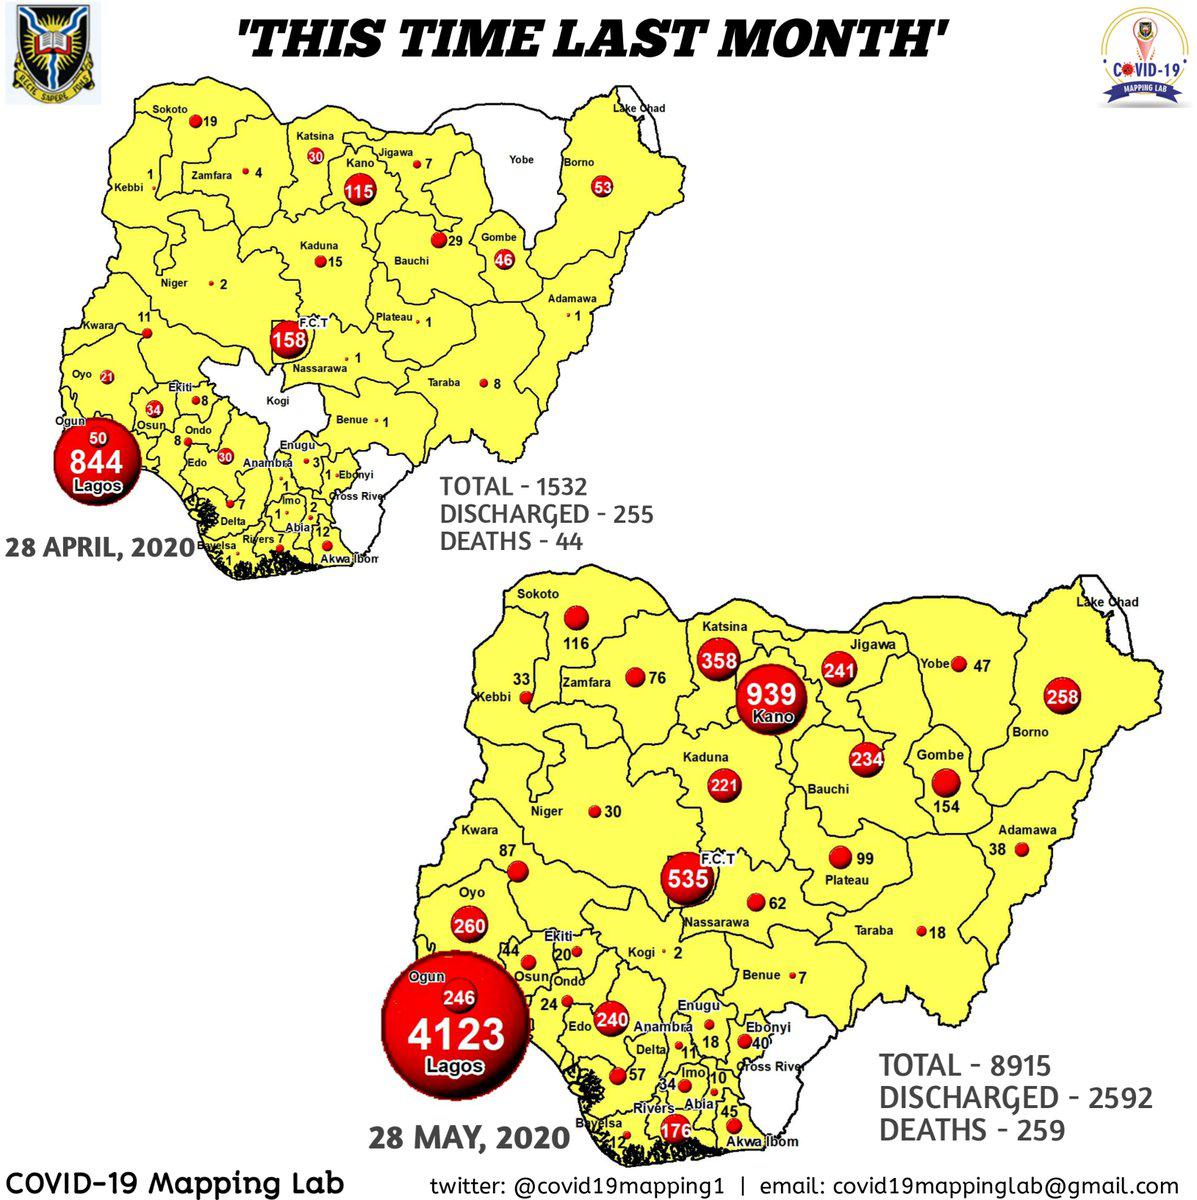 'THIS TIME LAST MONTH'
RECTE SAPERE FONS
COVID-19
MAPPING LAB
Lake Chad
Sokoto
19
Katsina
30
Jigawa
7
Yobe
Borno
53
Kano
115
Kebbi
1
Zamfara
4
Kaduna
15
Bauchi
29
Gombe
46
Niger
2
Adamawa
1
Kwara
11
F.C.T
158
Plateau
1
Nassarawa
1
Taraba
8
Oyo
21
Ekiti
8
Kogi
Osun
34
Benue
1
Ogun
50
844
Lagos
Ondo
8
Edo
30
Anambra
1
Enugu
3
Ebonyi
1
Cross River
Imo
1
Abia
2
Delta
7
Bayelsa
1
Rivers
7
Akwa Ibom
12
28 APRIL, 2020
TOTAL - 1532
DISCHARGED - 255
DEATHS - 44
Lake Chad
Sokoto
116
Katsina
358
Jigawa
241
Yobe
47
Borno
258
Kebbi
33
Zamfara
76
939
Kano
Kaduna
221
Bauchi
234
Gombe
154
Niger
30
Adamawa
38
Kwara
87
F.C.T
535
Plateau
99
Nassarawa
62
Taraba
18
Oyo
260
Ekiti
20
Kogi
2
Osun
44
Benue
7
Ogun
246
4123
Lagos
Ondo
24
Edo
240
Anambra
11
Enugu
18
Ebonyi
40
Cross River
Delta
57
Imo
34
Abia
10
Rivers
176
Bayelsa
12
Akwa Ibom
45
28 MAY, 2020
TOTAL - 8915
DISCHARGED - 2592
DEATHS - 259
COVID-19 Mapping Lab
twitter: @covid19mapping1 | email: covid19mappinglab@gmail.com